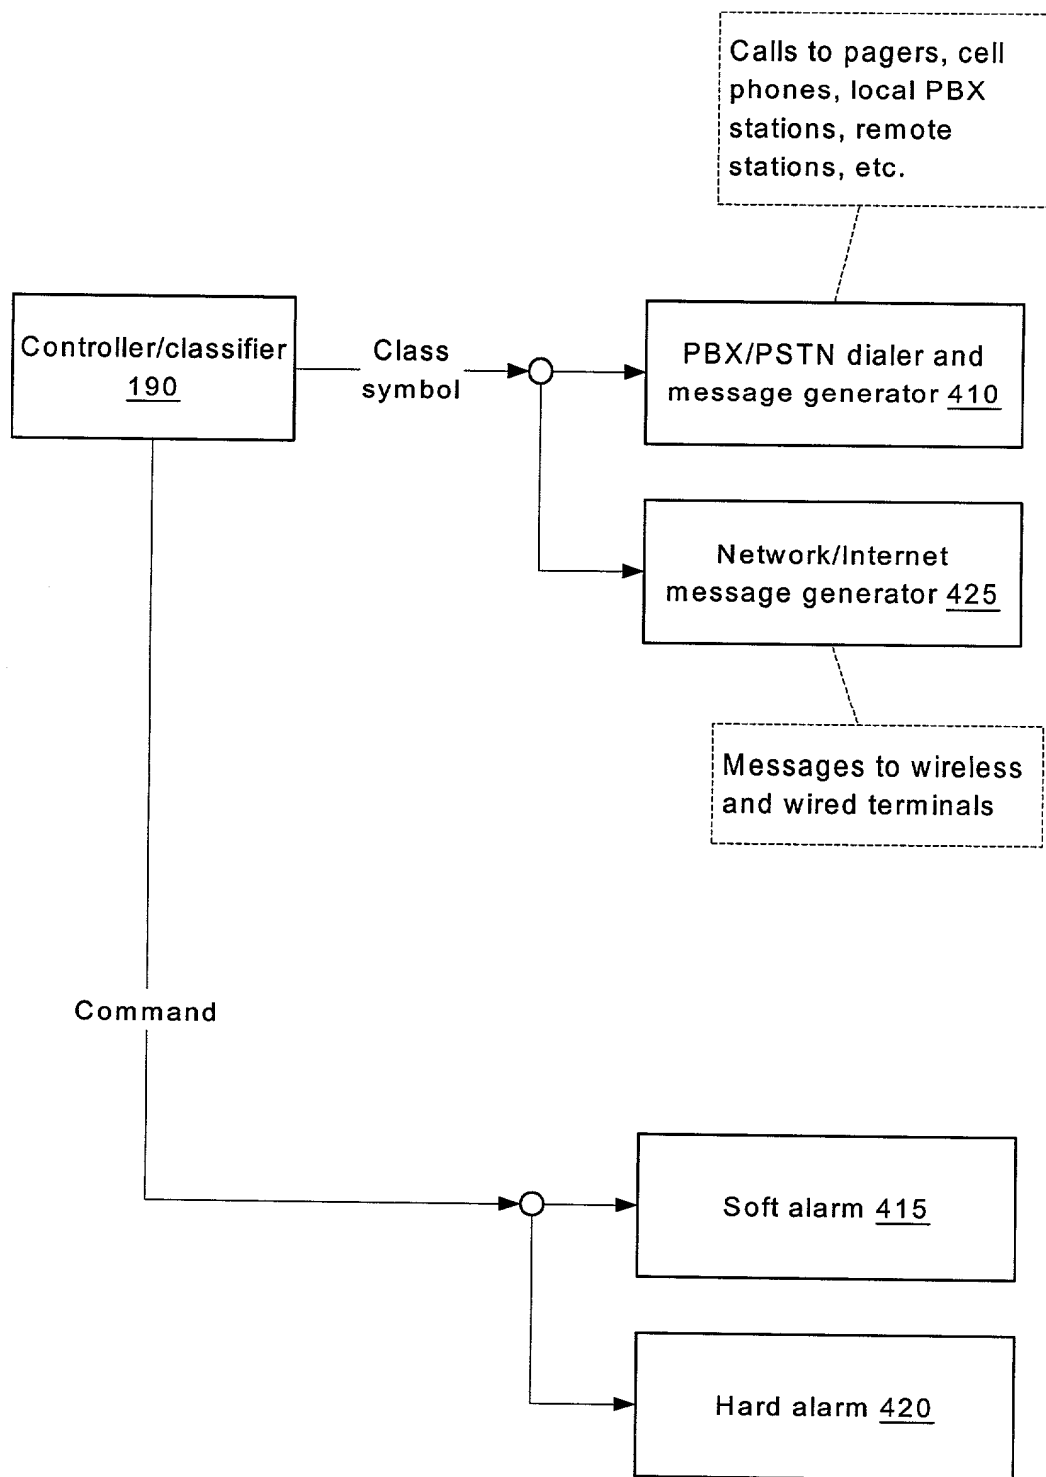 Calls to pagers, cell
phones, local PBX
stations, remote
stations, etc.
Controller/classifier
190
Class
symbol
PBX/PSTN dialer and
message generator 410
Network/Internet
message generator 425
Messages to wireless
and wired terminals
Command
Soft alarm 415
Hard alarm 420